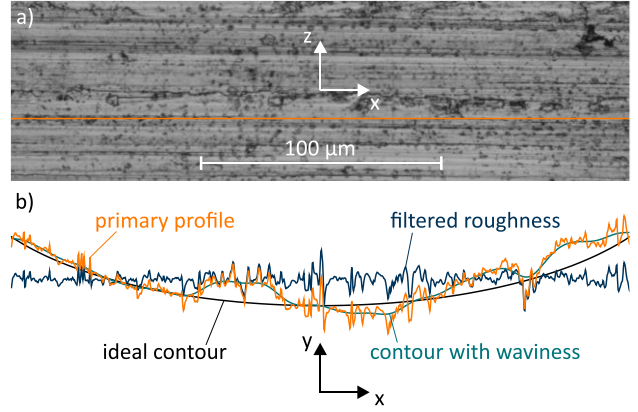 a)
z
x
100 µm
b)
primary profile
filtered roughness
ideal contour
y
contour with waviness
x